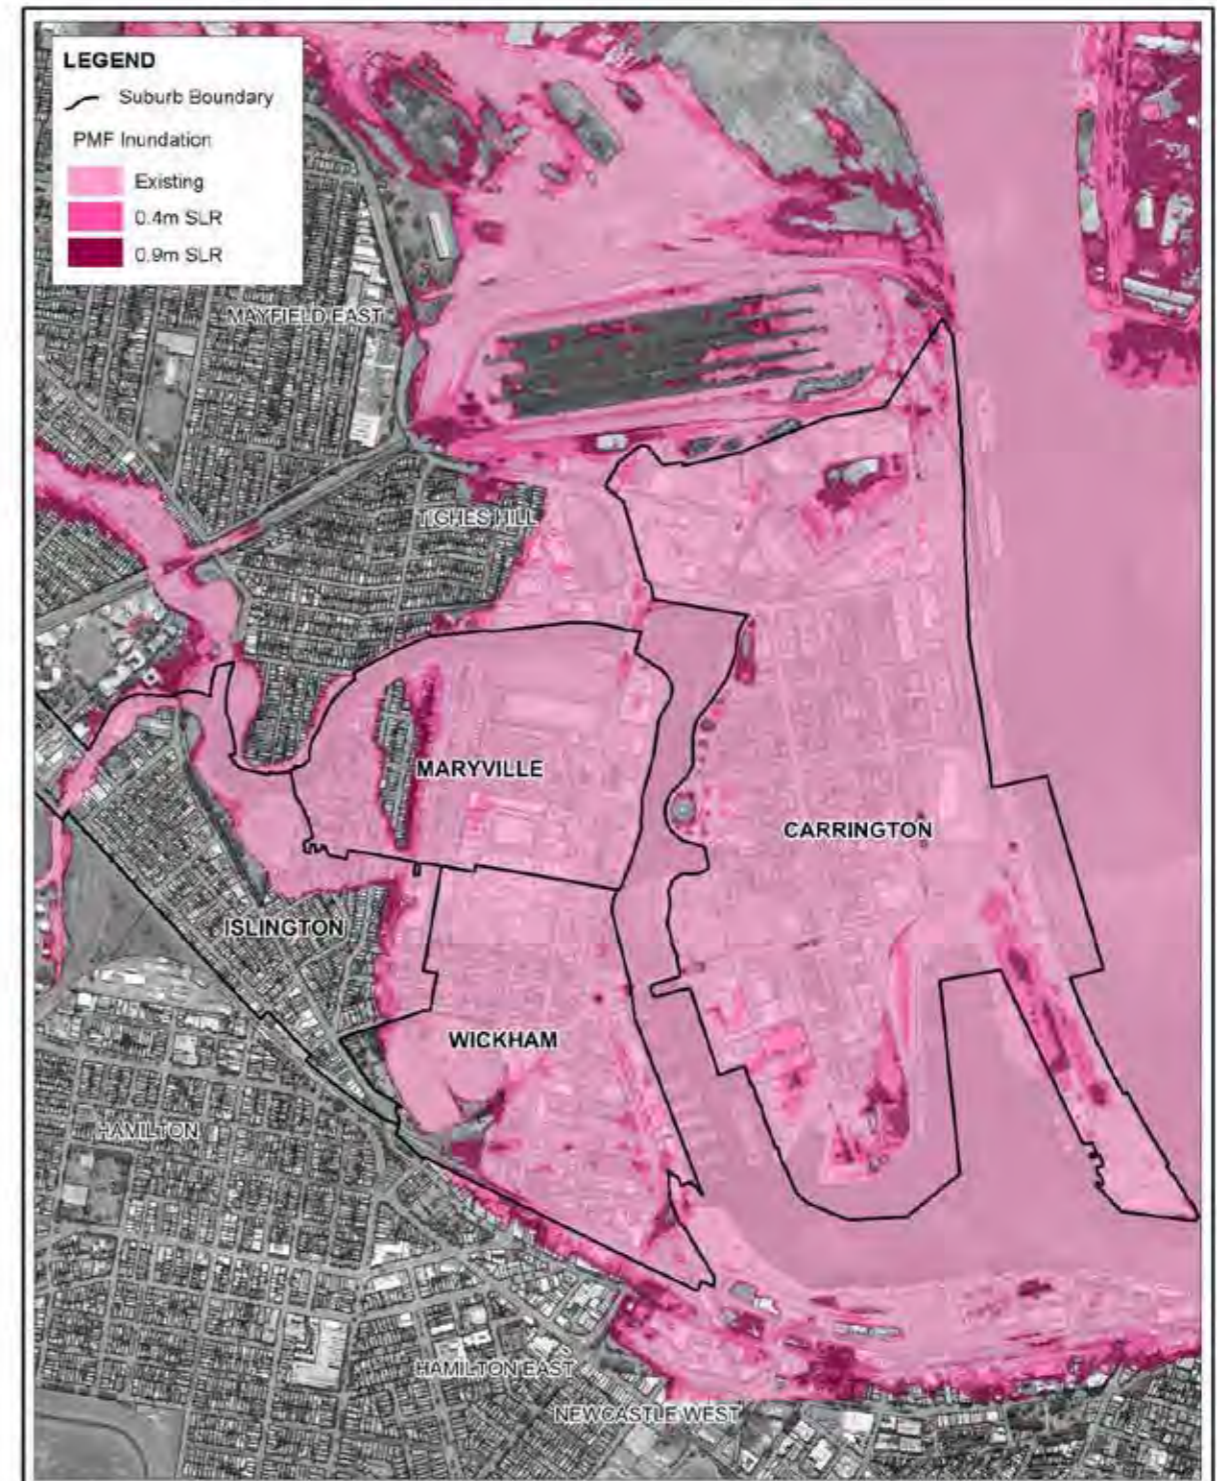 LEGEND
Suburb Boundary
PMF Inundation
Existing
0.4m SLR
0.9m SLR
MAYFIELD EAST
TIGHES HILL
MARYVILLE
CARRINGTON
ISLINGTON
WICKHAM
HAMILTON
HAMILTON EAST
NEWCASTLE WEST